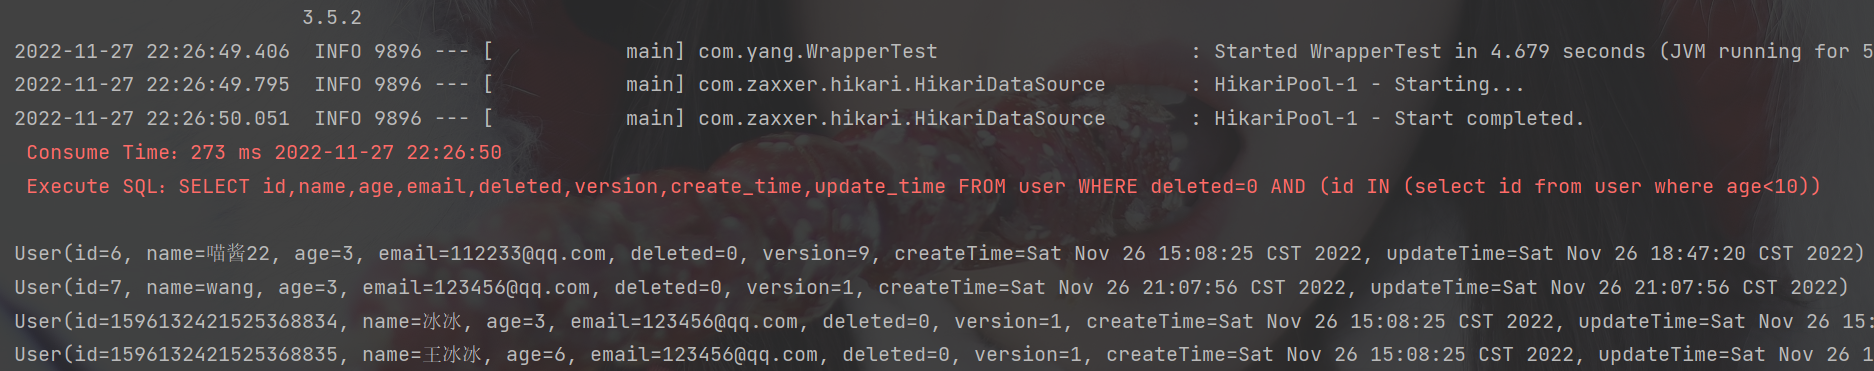 3.5.2
2022-11-27 22:26:49.406  INFO 9896 --- [           main] com.yang.WrapperTest                     : Started WrapperTest in 4.679 seconds (JVM running for 5
2022-11-27 22:26:49.795  INFO 9896 --- [           main] com.zaxxer.hikari.HikariDataSource       : HikariPool-1 - Starting...
2022-11-27 22:26:50.051  INFO 9896 --- [           main] com.zaxxer.hikari.HikariDataSource       : HikariPool-1 - Start completed.
Consume Time：273 ms 2022-11-27 22:26:50
Execute SQL：SELECT id,name,age,email,deleted,version,create_time,update_time FROM user WHERE deleted=0 AND (id IN (select id from user where age<10))
User(id=6, name=喵酱22, age=3, email=112233@qq.com, deleted=0, version=9, createTime=Sat Nov 26 15:08:25 CST 2022, updateTime=Sat Nov 26 18:47:20 CST 2022)
User(id=7, name=wang, age=3, email=123456@qq.com, deleted=0, version=1, createTime=Sat Nov 26 21:07:56 CST 2022, updateTime=Sat Nov 26 21:07:56 CST 2022)
User(id=1596132421525368834, name=冰冰, age=3, email=123456@qq.com, deleted=0, version=1, createTime=Sat Nov 26 15:08:25 CST 2022, updateTime=Sat Nov 26 15:
User(id=1596132421525368835, name=王冰冰, age=6, email=123456@qq.com, deleted=0, version=1, createTime=Sat Nov 26 15:08:25 CST 2022, updateTime=Sat Nov 26 1